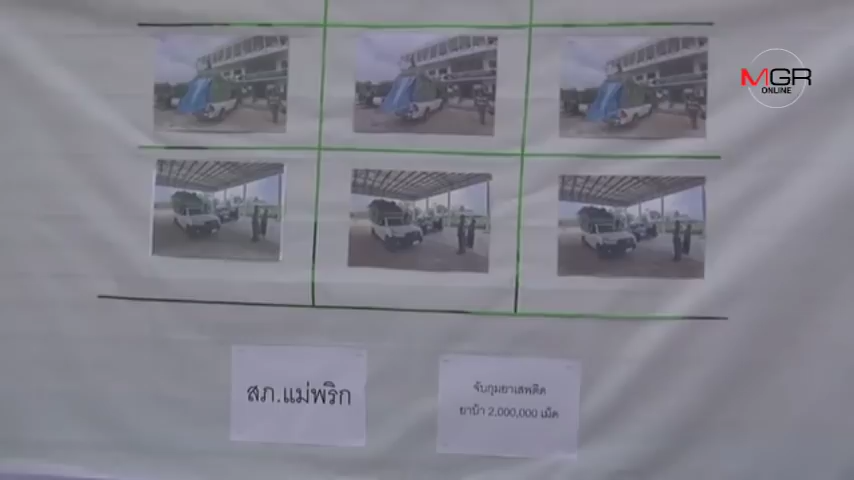 MGR
ONLINE
สภ.แม่พริก
จับกุมยาเสพติด
ยาบ้า 2,000,000 เม็ด